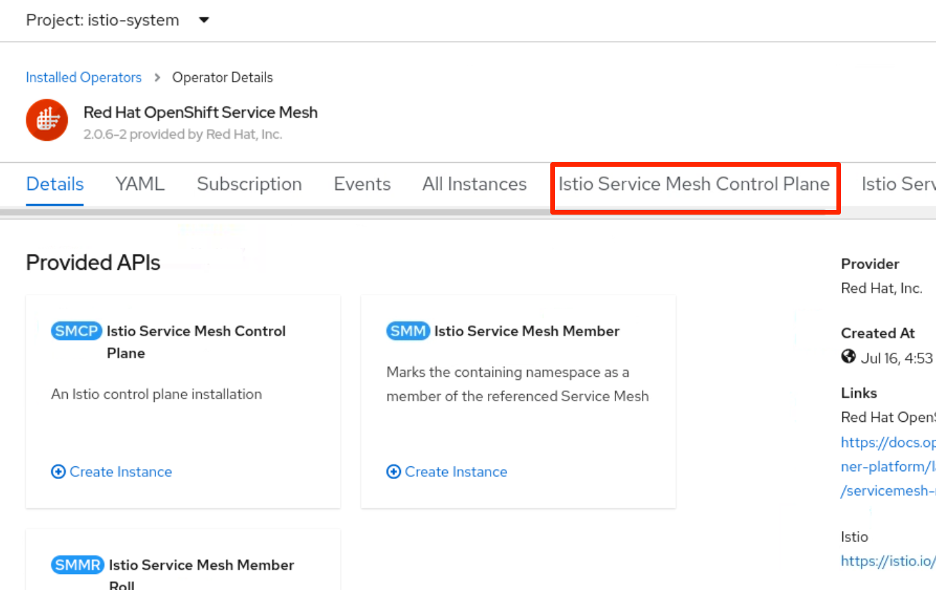 Project: istio-system
Installed Operators > Operator Details
Red Hat OpenShift Service Mesh
2.0.6-2 provided by Red Hat, Inc.
Details YAML Subscription Events All Instances Istio Service Mesh Control Plane Istio Serv
Provided APIs
SMCP Istio Service Mesh Control
Plane
An Istio control plane installation
Create Instance
SMM Istio Service Mesh Member
Marks the containing namespace as a
member of the referenced Service Mesh
Create Instance
SMMR Istio Service Mesh Member
Roll
Provider
Red Hat, Inc.
Created At
Jul 16, 4:53
Links
Red Hat OpenS
https://docs.op
ner-platform/l
/servicemesh-
Istio
https://istio.io/